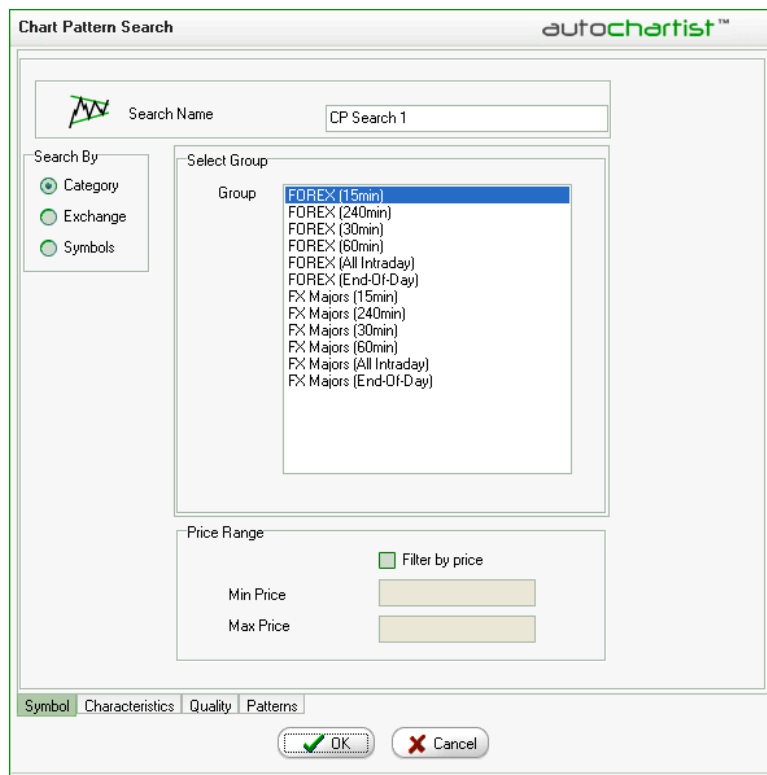 Chart Pattern Search
autochartist™
Search Name
CP Search 1
Search By
Category
Exchange
Symbols
Select Group
Group
FOREX (15min)
FOREX (240min)
FOREX (30min)
FOREX (60min)
FOREX (All Intraday)
FOREX (End-Of-Day)
FX Majors (15min)
FX Majors (240min)
FX Majors (30min)
FX Majors (60min)
FX Majors (All Intraday)
FX Majors (End-Of-Day)
Price Range
Filter by price
Min Price
Max Price
Symbol Characteristics Quality Patterns
OK Cancel